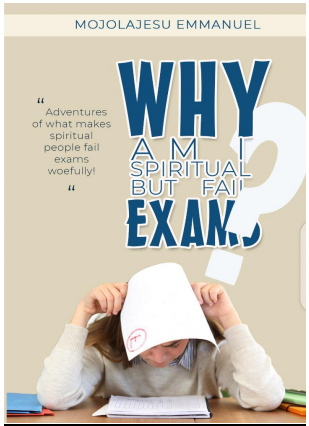 MOJOLAJESU EMMANUEL
WHY
"
Adventures
of what makes
spiritual
people fail
exams
woefully!
"
AM I
SPIRITUAL
BUT FAIL
EXAMS
?